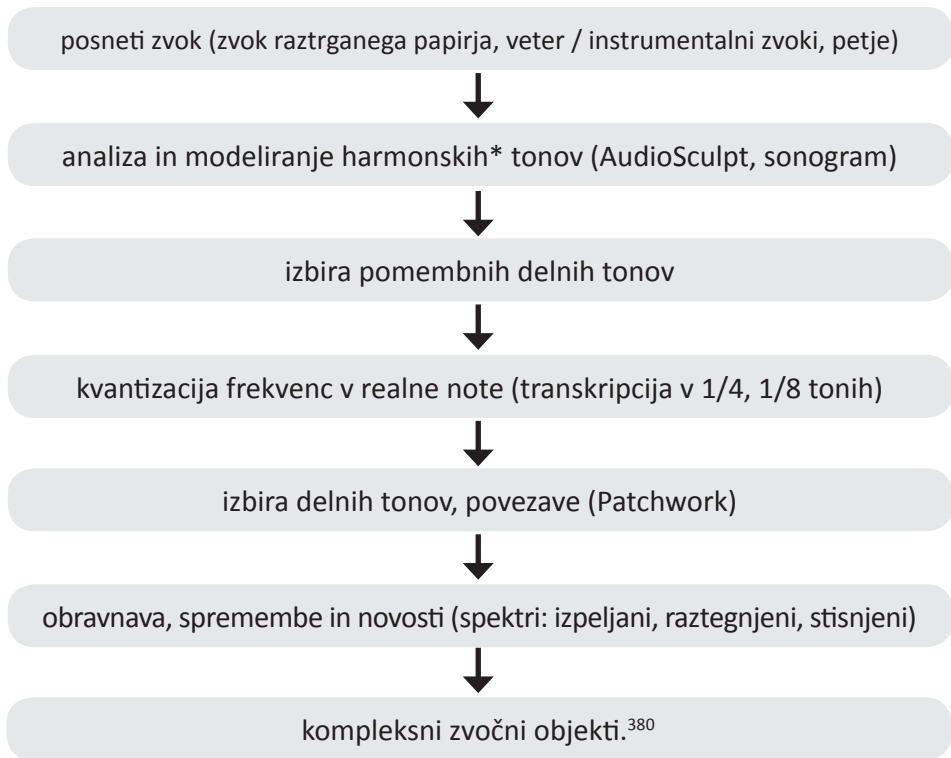 posneti zvok (zvok raztrganega papirja, veter / instrumentalni zvoki, petje)
analiza in modeliranje harmonskih* tonov (AudioSculpt, sonogram)
izbira pomembnih delnih tonov
kvantizacija frekvenc v realne note (transkripcija v 1/4, 1/8 tonih)
izbira delnih tonov, povezave (Patchwork)
obravnava, spremembe in novosti (spektri: izpeljani, raztegnjeni, stisnjeni)
kompleksni zvočni objekti.³⁸⁰